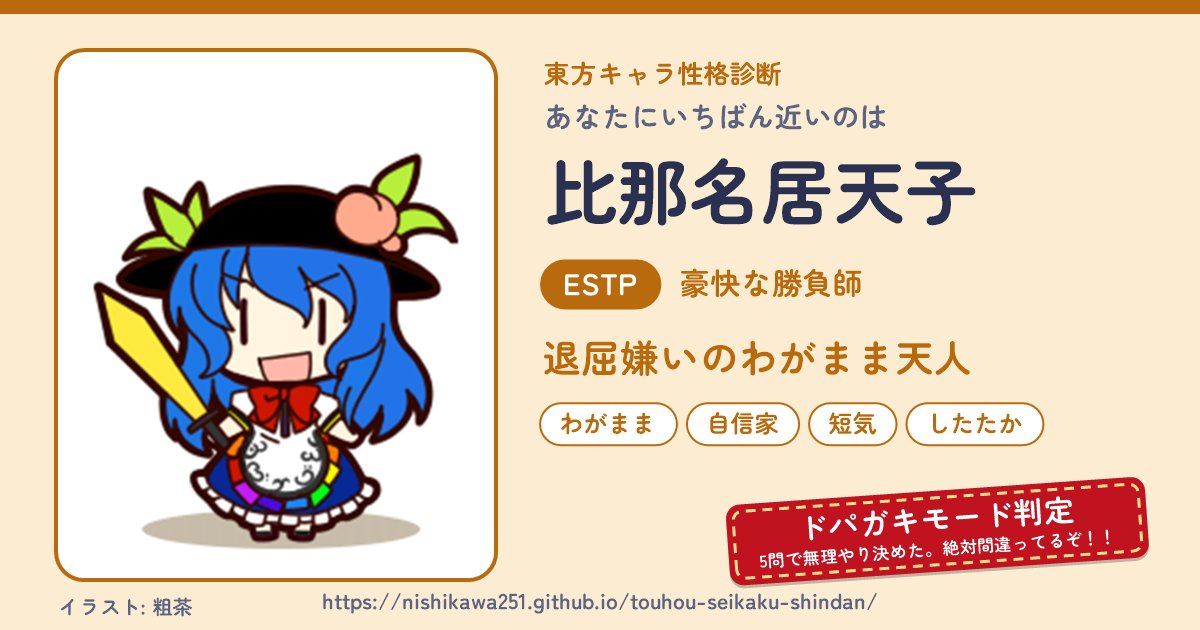 東方キャラ性格診断
あなたにいちばん近いのは
比那名居天子
ESTP 豪快な勝負師
退屈嫌いのわがまま天人
わがまま 自信家 短気 したたか
ドパガキモード判定
5問で無理やり決めた。絶対間違ってるぞ！！
イラスト: 粗茶
https://nishikawa251.github.io/touhou-seikaku-shindan/